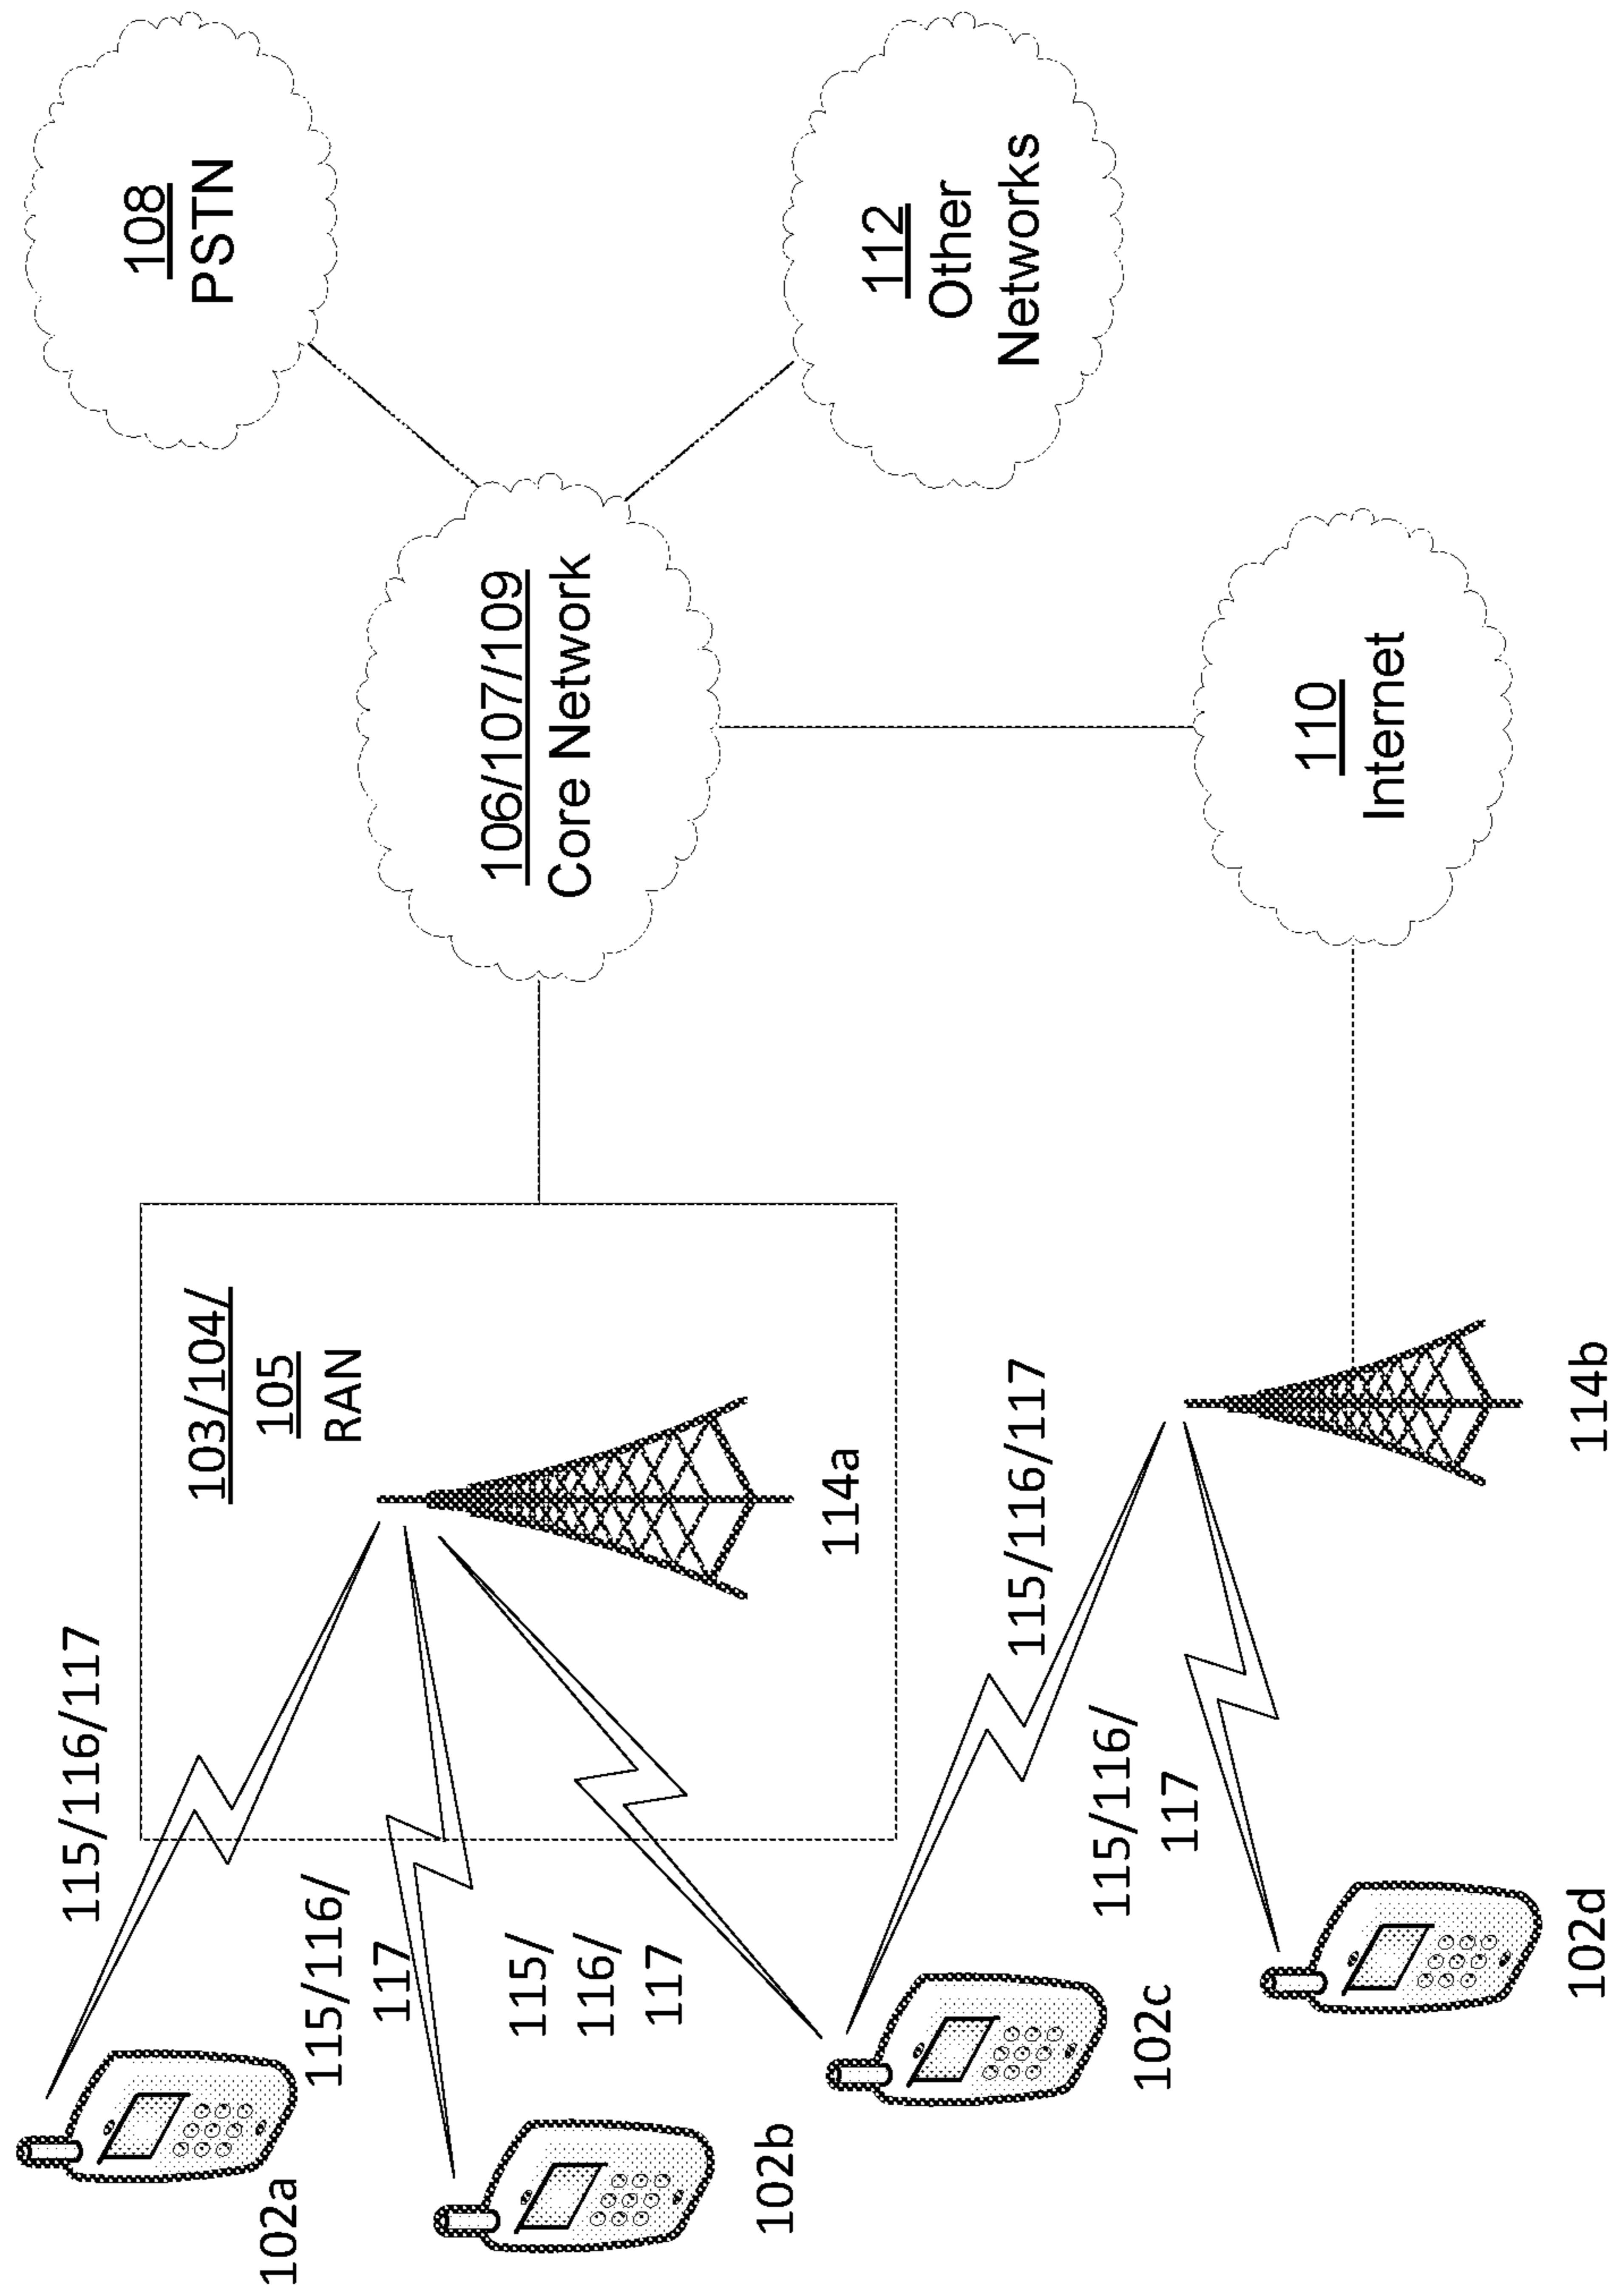 115/116/117
102a
103/104/
105
RAN
108
PSTN
106/107/109
Core Network
115/116/
117
115/
116/
117
102b
114a
112
Other
Networks
115/116/117
102c
115/116/
117
110
Internet
102d
114b